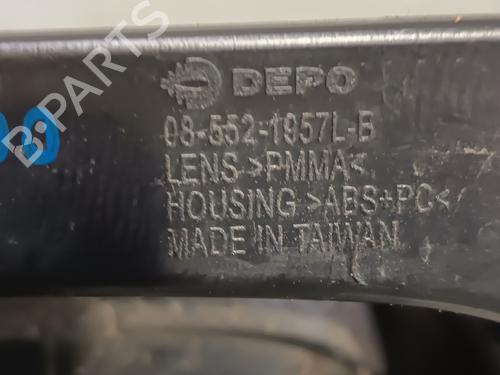 DEPO
08-552-1957L-B
LENS >PMMA<
HOUSING >ABS+PC<
MADE IN TAIWAN
B-PARTS